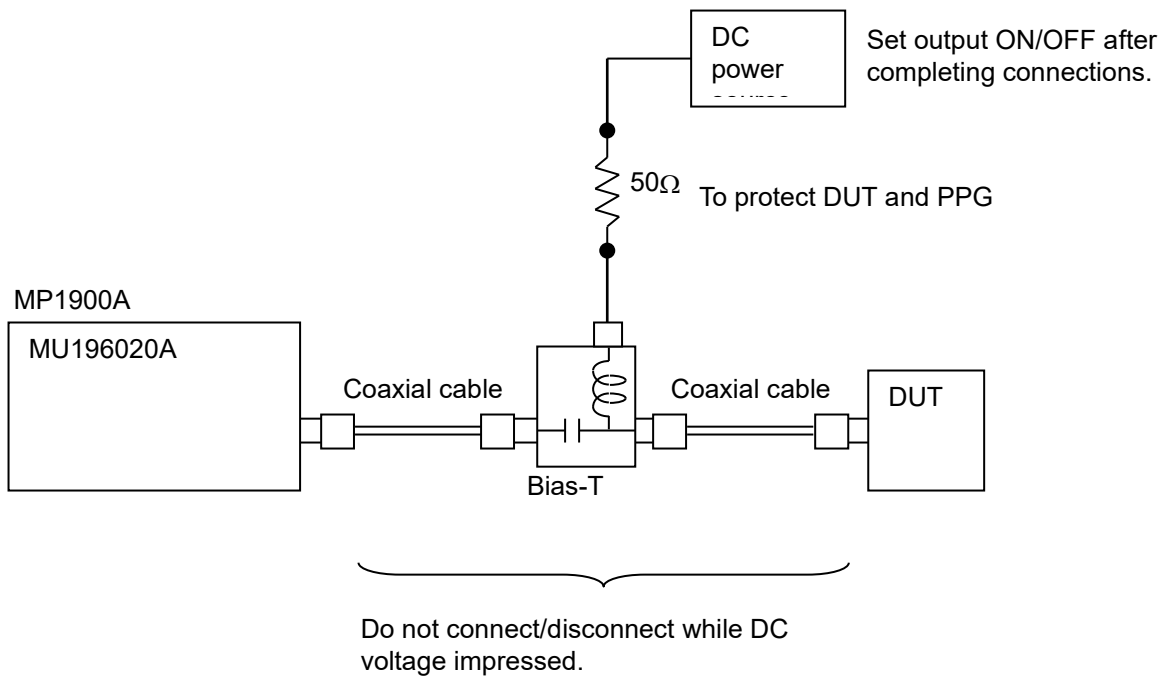 DC
power
Set output ON/OFF after
completing connections.
50Ω
To protect DUT and PPG
MP1900A
MU196020A
Coaxial cable
Coaxial cable
DUT
Bias-T
Do not connect/disconnect while DC
voltage impressed.